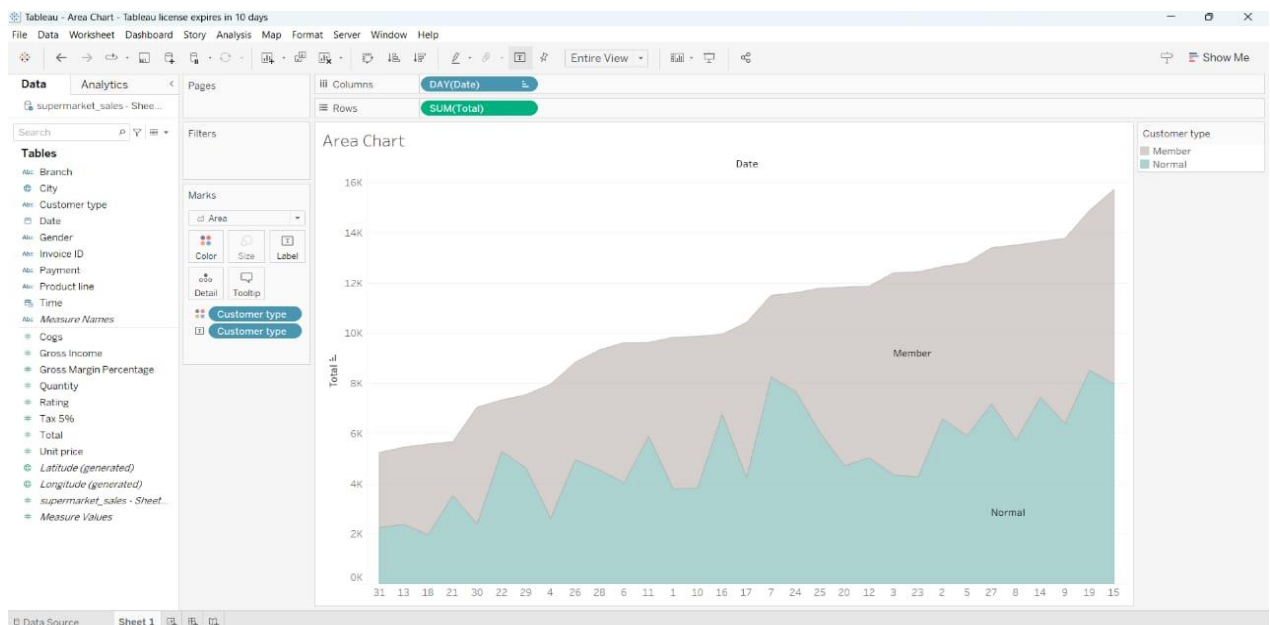 Tableau - Area Chart - Tableau license expires in 10 days
File Data Worksheet Dashboard Story Analysis Map Format Server Window Help
Entire View
Show Me
Data Analytics
supermarket_sales - Shee...
Search
Tables
Branch
City
Customer type
Date
Gender
Invoice ID
Payment
Product line
Time
Measure Names
Cogs
Gross Income
Gross Margin Percentage
Quantity
Rating
Tax 5%
Total
Unit price
Latitude (generated)
Longitude (generated)
supermarket_sales - Sheet...
Measure Values
Pages
Filters
Marks
Area
Color Size Label
Detail Tooltip
Customer type
Customer type
Columns DAY(Date)
Rows SUM(Total)
Area Chart
Date
16K
14K
12K
10K
8K
6K
4K
2K
0K
Total
Member
Normal
31 13 18 21 30 22 29 4 26 28 6 11 1 10 16 17 7 24 25 20 12 3 23 2 5 27 8 14 9 19 15
Customer type
Member
Normal
Data Source Sheet 1